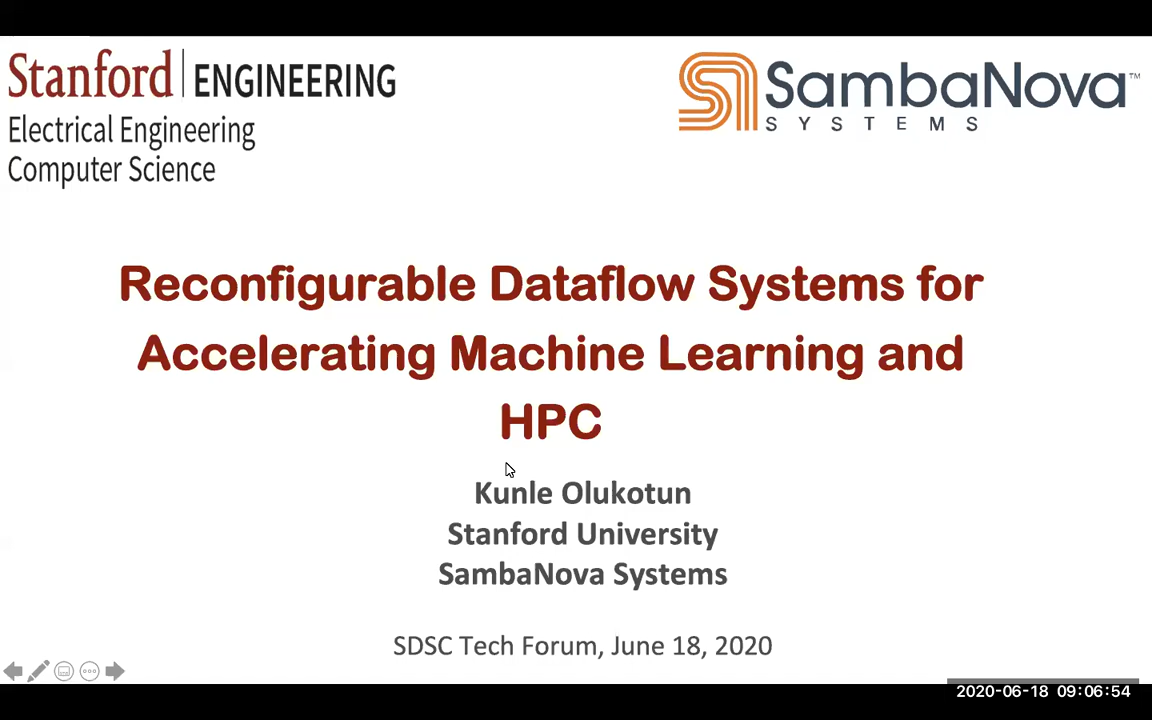 Stanford ENGINEERING
Electrical Engineering
Computer Science
SambaNova™
SYSTEMS
Reconfigurable Dataflow Systems for
Accelerating Machine Learning and
HPC
Kunle Olukotun
Stanford University
SambaNova Systems
SDSC Tech Forum, June 18, 2020
2020-06-18 09:06:54